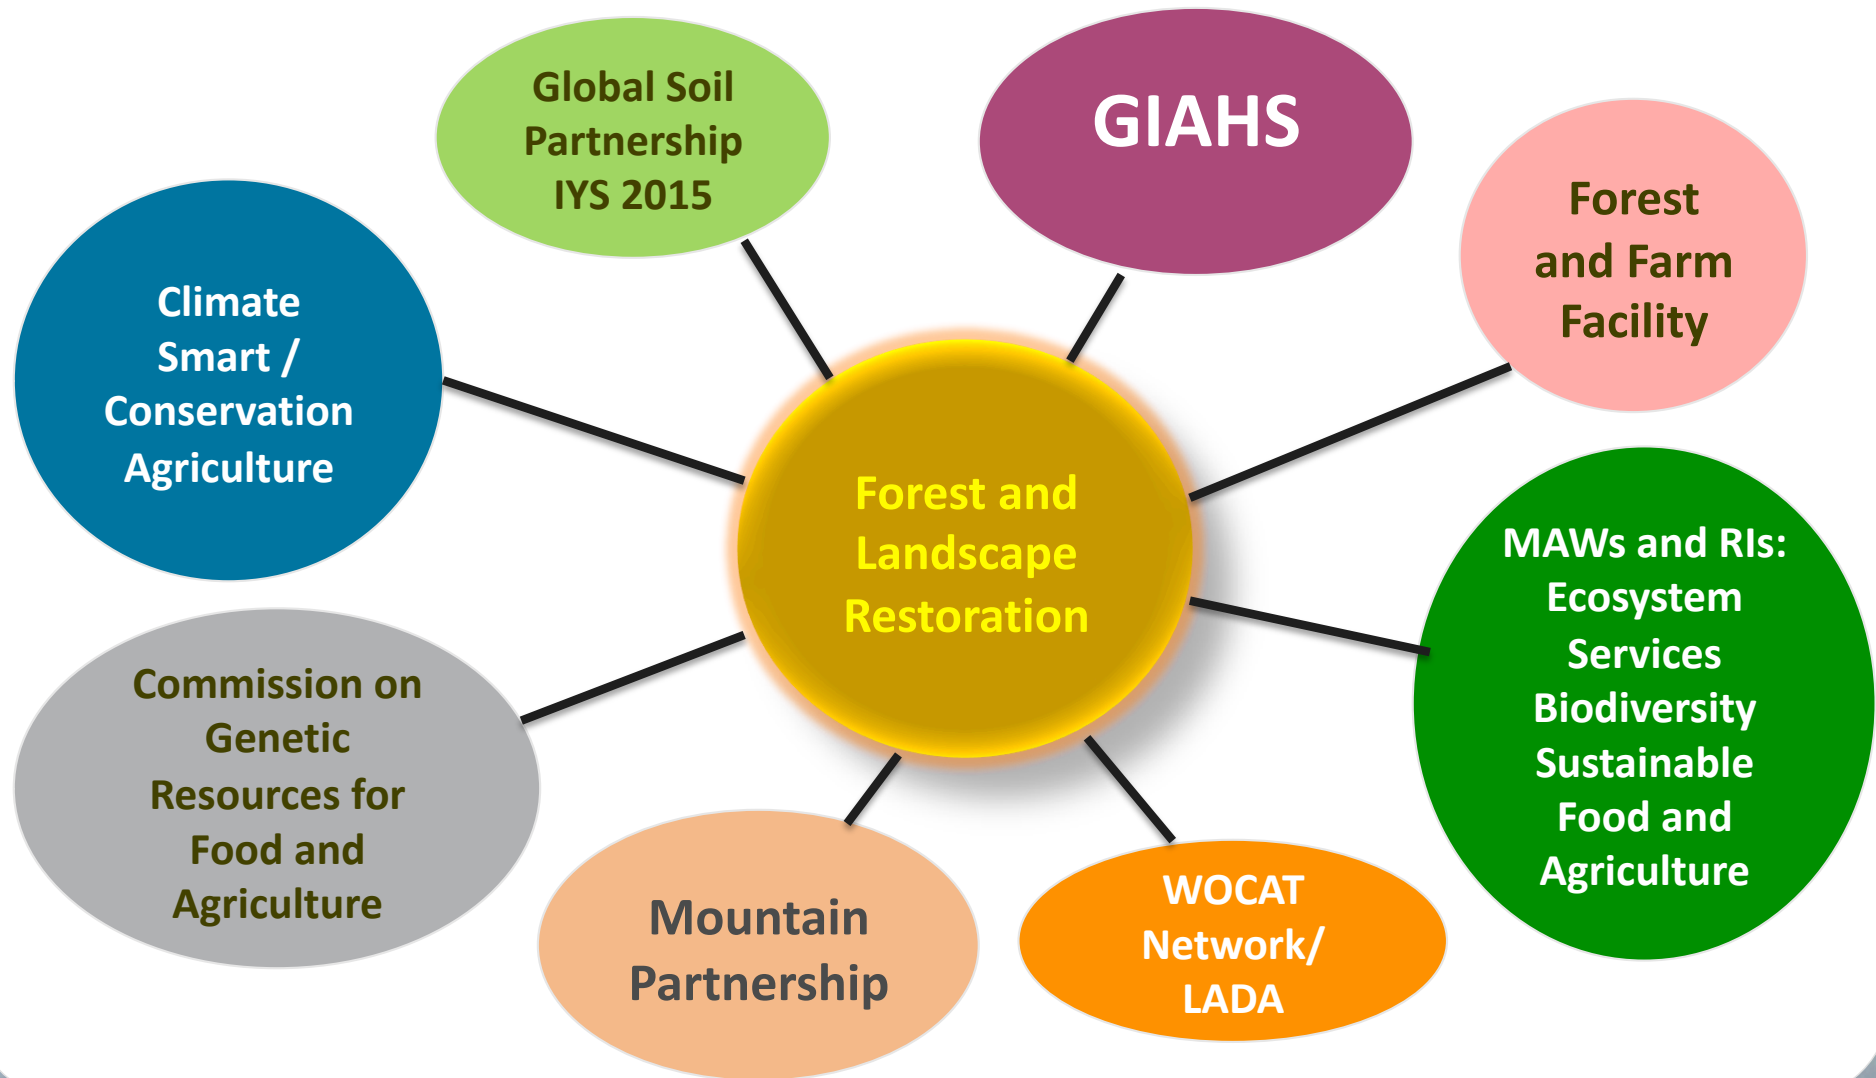 Global Soil
Partnership
IYS 2015
GIAHS
Forest
and Farm
Facility
Climate
Smart /
Conservation
Agriculture
Forest and
Landscape
Restoration
MAWs and RIs:
Ecosystem
Services
Biodiversity
Sustainable
Food and
Agriculture
Commission on
Genetic
Resources for
Food and
Agriculture
Mountain
Partnership
WOCAT
Network/
LADA